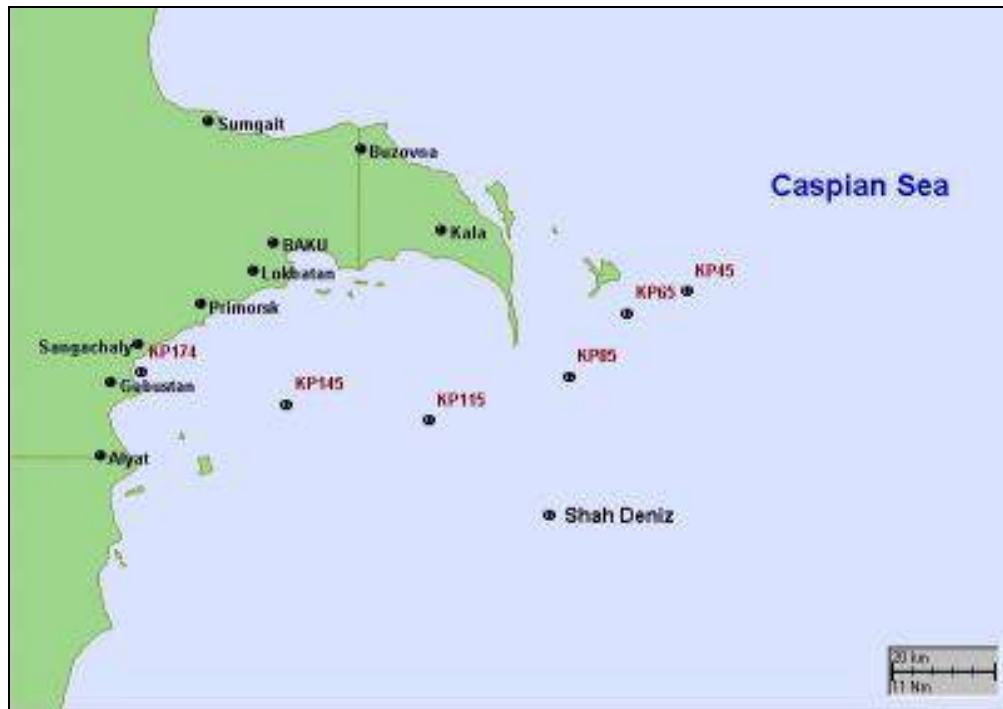 Sumgait
Buzovna
Caspian Sea
Kala
BAKU
Lokbatan
KP45
KP65
Primorsk
Sangachaly
KP174
KP85
Gubustan
KP145
KP115
Alyat
Shah Deniz
20 km
11 Nm